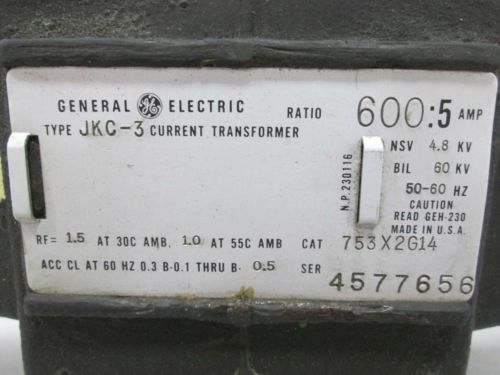 GENERAL GE ELECTRIC RATIO 600:5 AMP
TYPE JKC-3 CURRENT TRANSFORMER
NSV 4.8 KV
BIL 60 KV
50-60 HZ
N.P. 230116
CAUTION
READ GEH-230
MADE IN U.S.A.
RF= 1.5 AT 30C AMB. 1.0 AT 55C AMB CAT 753X2G14
ACC CL AT 60 HZ 0.3 B-0.1 THRU B- 0.5 SER 4577656